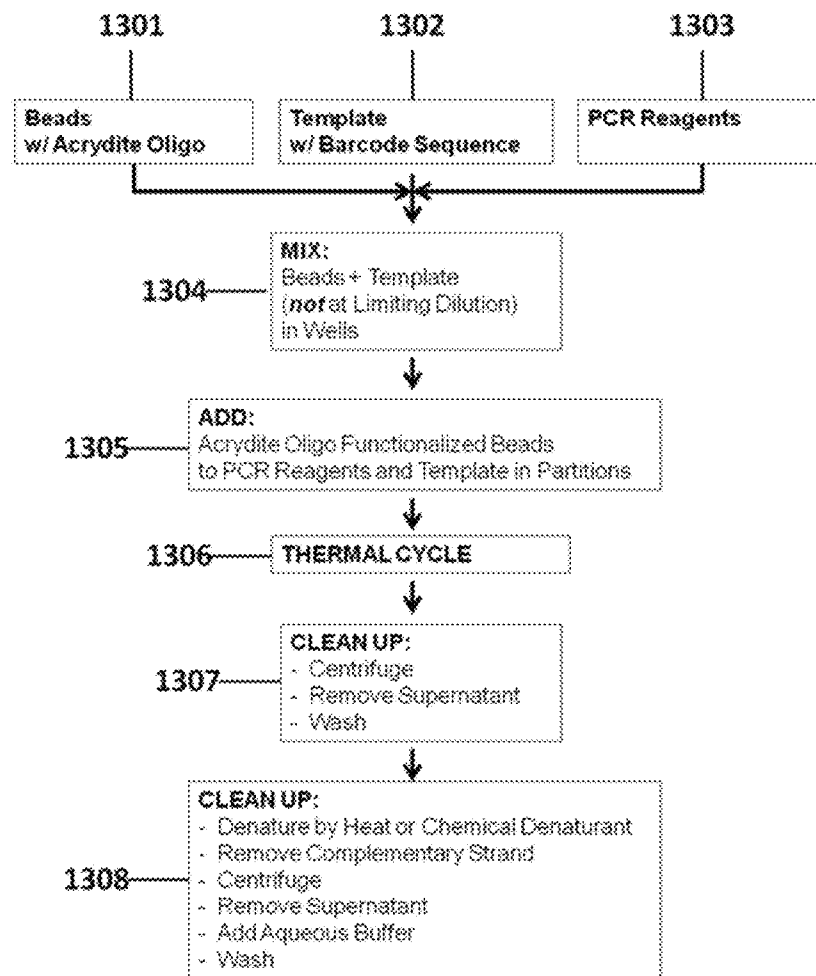 1301 1302 1303
Beads
w/ Acrydite Oligo
Template
w/ Barcode Sequence
PCR Reagents
1304
MIX:
Beads + Template
(not at Limiting Dilution)
in Wells
1305
ADD:
Acrydite Oligo Functionalized Beads
to PCR Reagents and Template in Partitions
1306
THERMAL CYCLE
1307
CLEAN UP:
- Centrifuge
- Remove Supernatant
- Wash
1308
CLEAN UP:
- Denature by Heat or Chemical Denaturant
- Remove Complementary Strand
- Centrifuge
- Remove Supernatant
- Add Aqueous Buffer
- Wash